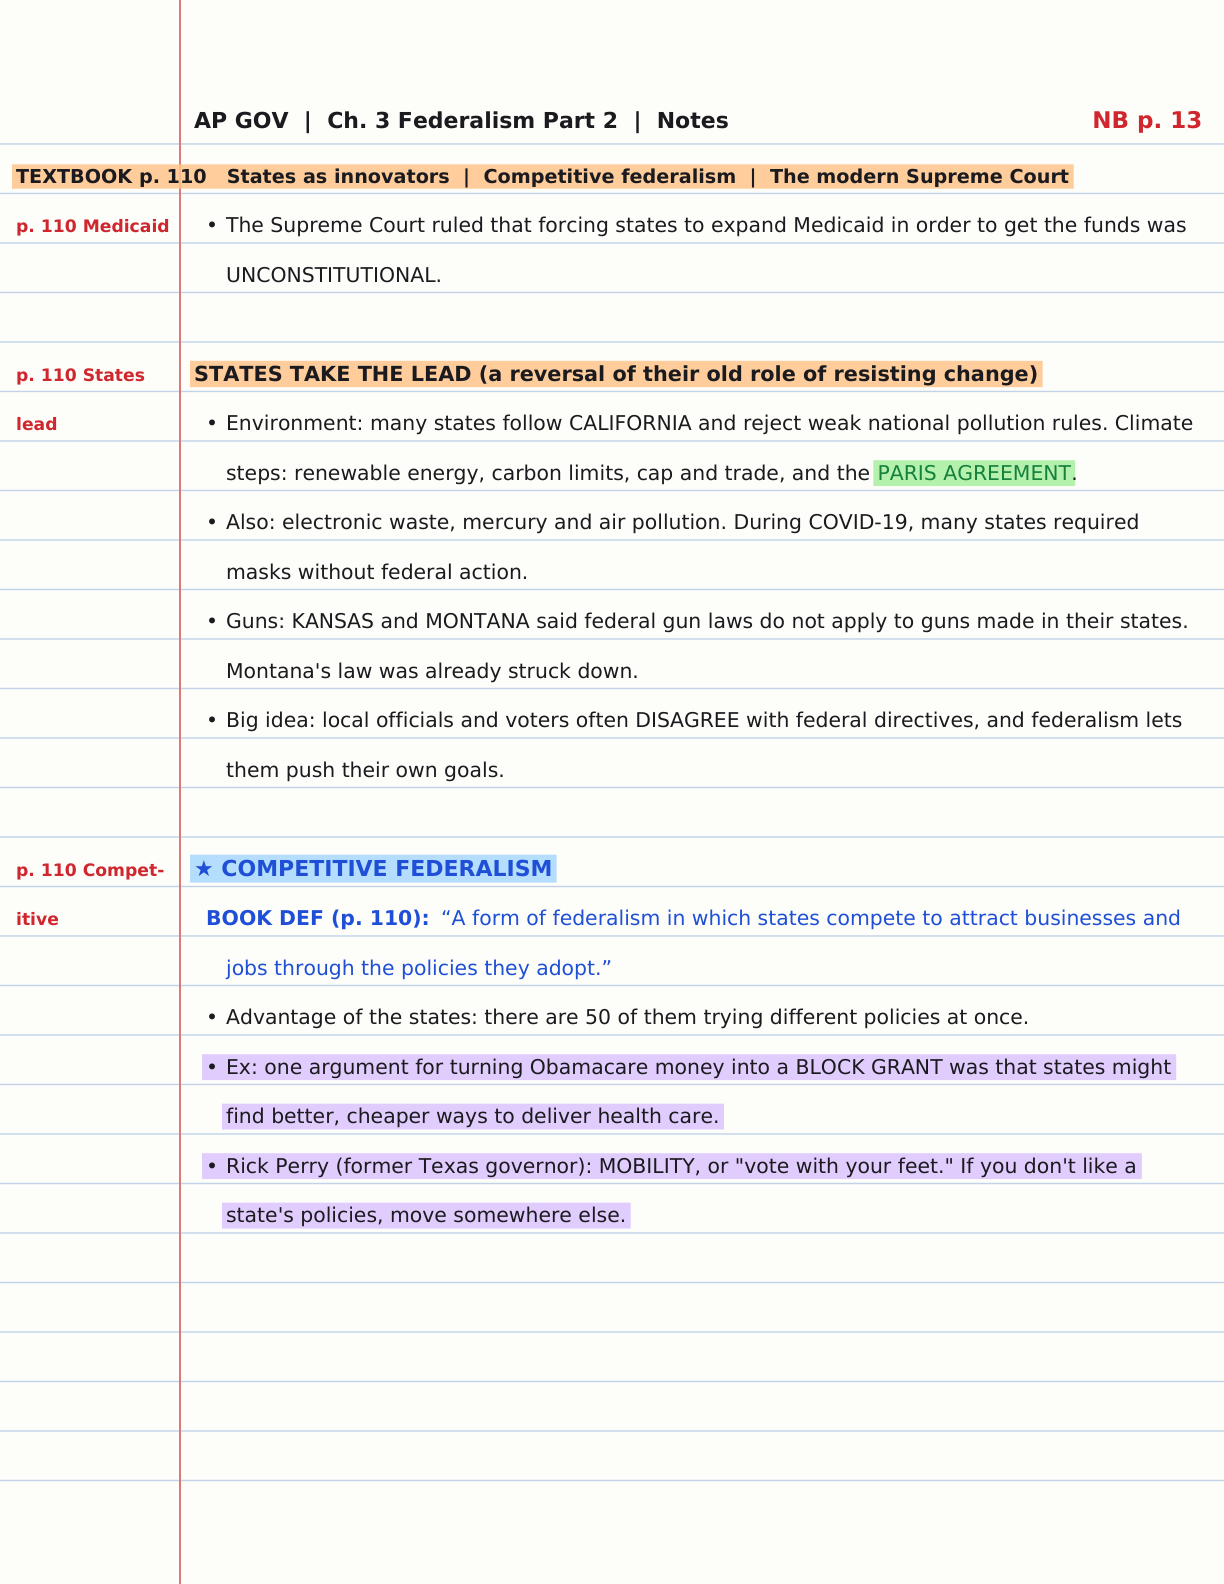 AP GOV | Ch. 3 Federalism Part 2 | Notes
NB p. 13
TEXTBOOK p. 110 States as innovators | Competitive federalism | The modern Supreme Court
p. 110 Medicaid
• The Supreme Court ruled that forcing states to expand Medicaid in order to get the funds was
UNCONSTITUTIONAL.
p. 110 States
STATES TAKE THE LEAD (a reversal of their old role of resisting change)
lead
• Environment: many states follow CALIFORNIA and reject weak national pollution rules. Climate
steps: renewable energy, carbon limits, cap and trade, and the PARIS AGREEMENT.
• Also: electronic waste, mercury and air pollution. During COVID-19, many states required
masks without federal action.
• Guns: KANSAS and MONTANA said federal gun laws do not apply to guns made in their states.
Montana's law was already struck down.
• Big idea: local officials and voters often DISAGREE with federal directives, and federalism lets
them push their own goals.
p. 110 Compet-
★ COMPETITIVE FEDERALISM
itive
BOOK DEF (p. 110): “A form of federalism in which states compete to attract businesses and
jobs through the policies they adopt.”
• Advantage of the states: there are 50 of them trying different policies at once.
• Ex: one argument for turning Obamacare money into a BLOCK GRANT was that states might
find better, cheaper ways to deliver health care.
• Rick Perry (former Texas governor): MOBILITY, or "vote with your feet." If you don't like a
state's policies, move somewhere else.